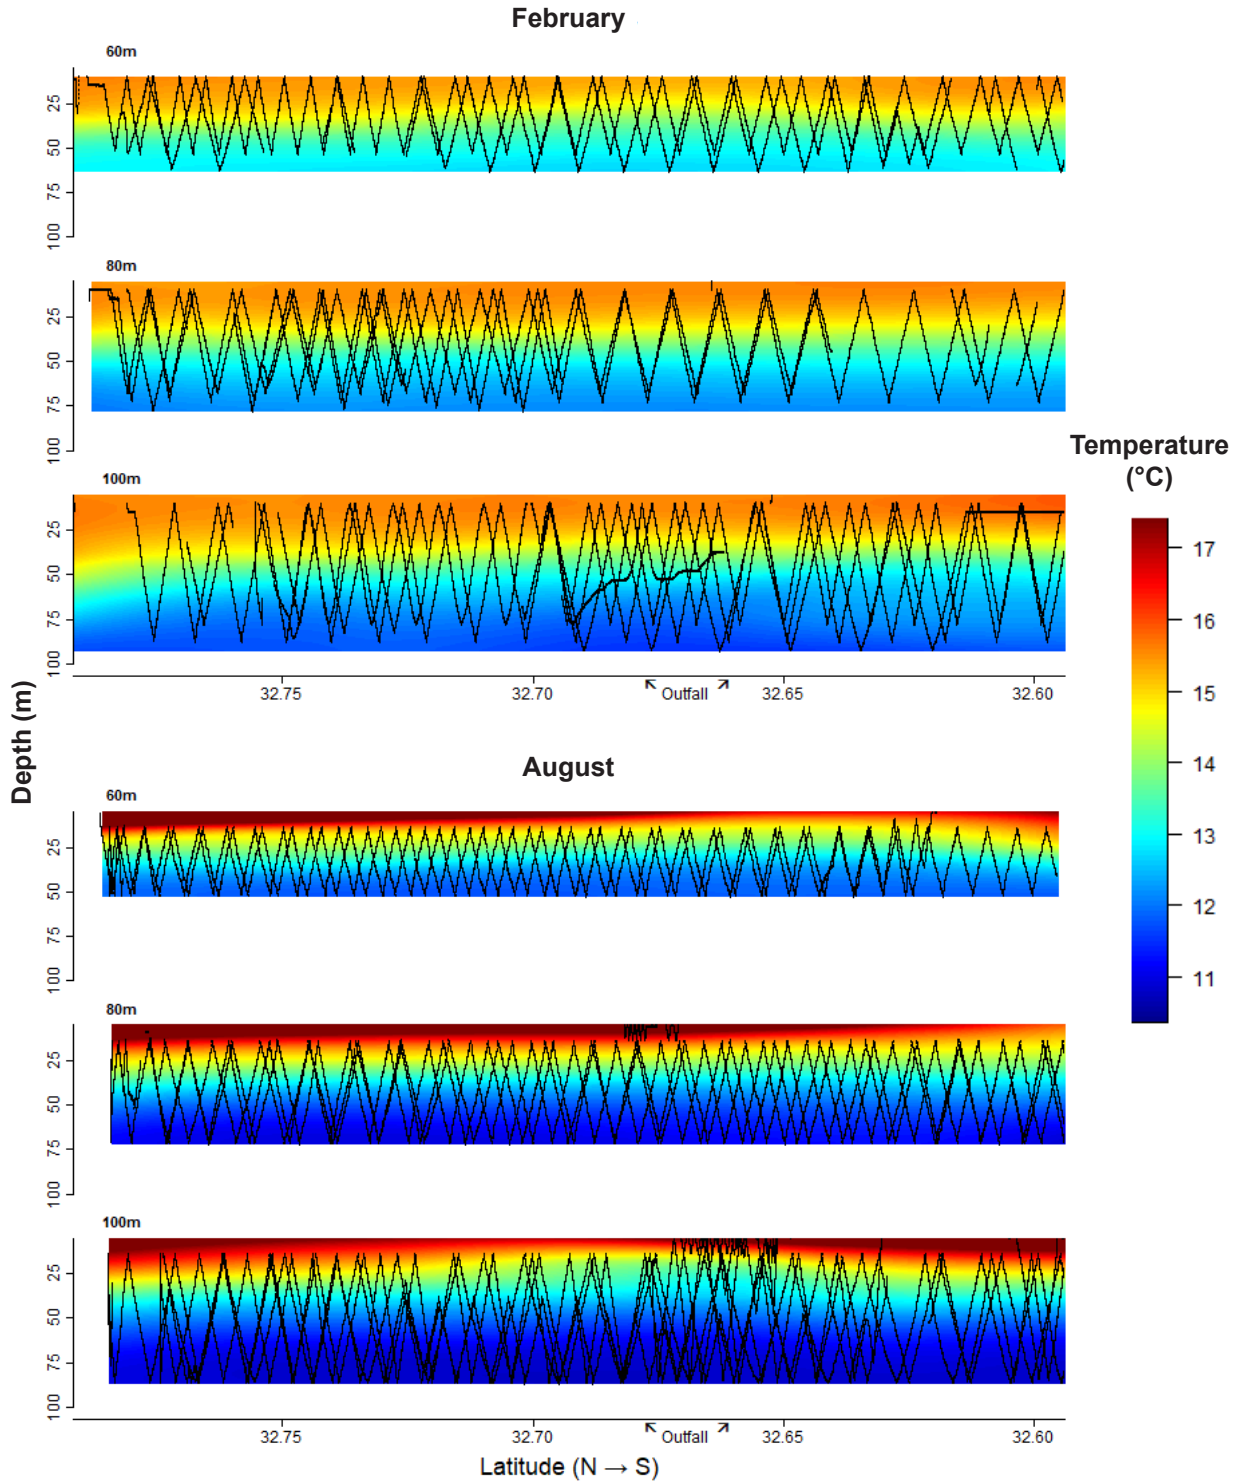 February
60m
25
50
75
100
80m
25
50
75
100
100m
25
50
75
100
32.75
32.70
↖ Outfall ↗
32.65
32.60
Temperature
(°C)
17
16
15
14
13
12
11
Depth (m)
August
60m
25
50
75
100
80m
25
50
75
100
100m
25
50
75
100
32.75
32.70
↖ Outfall ↗
32.65
32.60
Latitude (N → S)